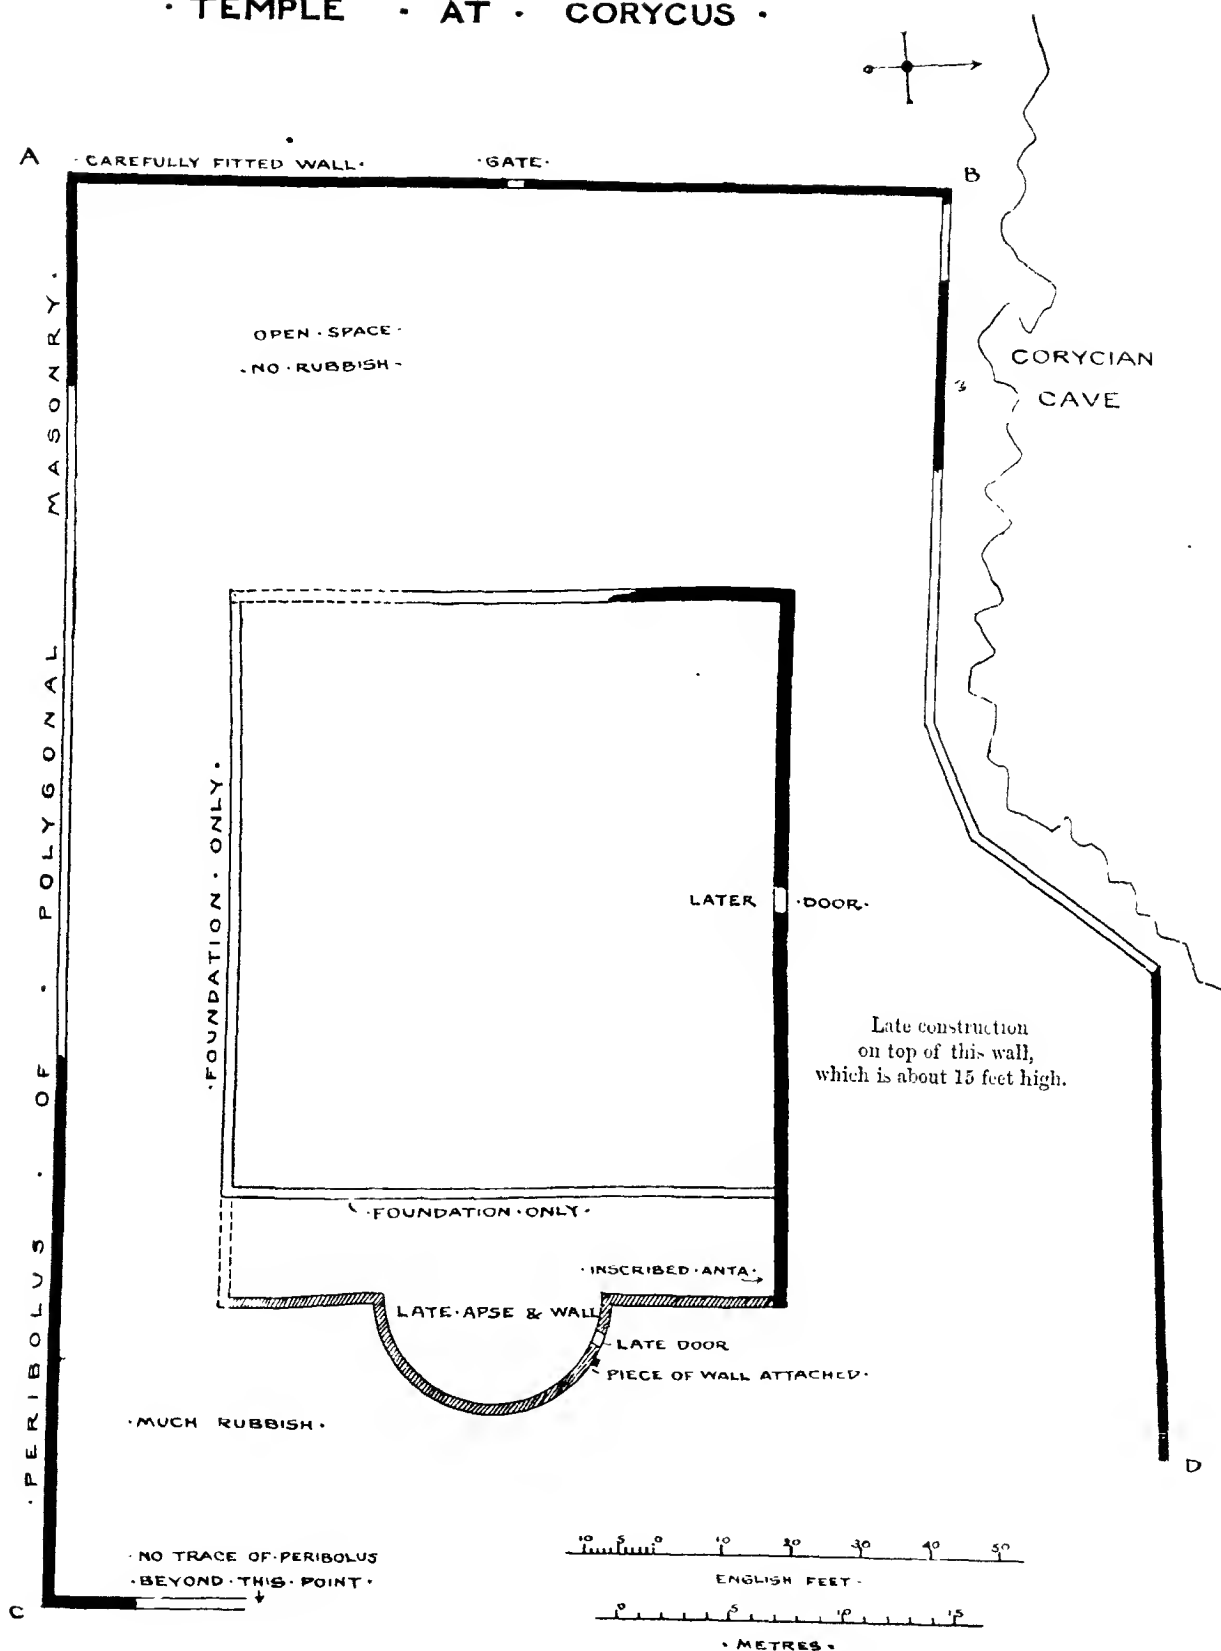 · TEMPLE · AT · CORYCUS ·
A
· CAREFULLY FITTED WALL ·
· GATE ·
B
OPEN · SPACE ·
· NO · RUBBISH ·
CORYCIAN
CAVE
· PERIBOLUS · OF · POLYGONAL MASONRY ·
· FOUNDATION · ONLY ·
LATER · DOOR ·
Late construction
on top of this wall,
which is about 15 feet high.
· FOUNDATION · ONLY ·
· INSCRIBED · ANTA ·
LATE · APSE & WALL
LATE DOOR
PIECE OF WALL ATTACHED ·
· MUCH RUBBISH ·
D
· NO TRACE OF · PERIBOLUS
· BEYOND · THIS · POINT ·
C
10 5 0 10 20 30 40 50
ENGLISH FEET ·
0 5 10 15
· METRES ·